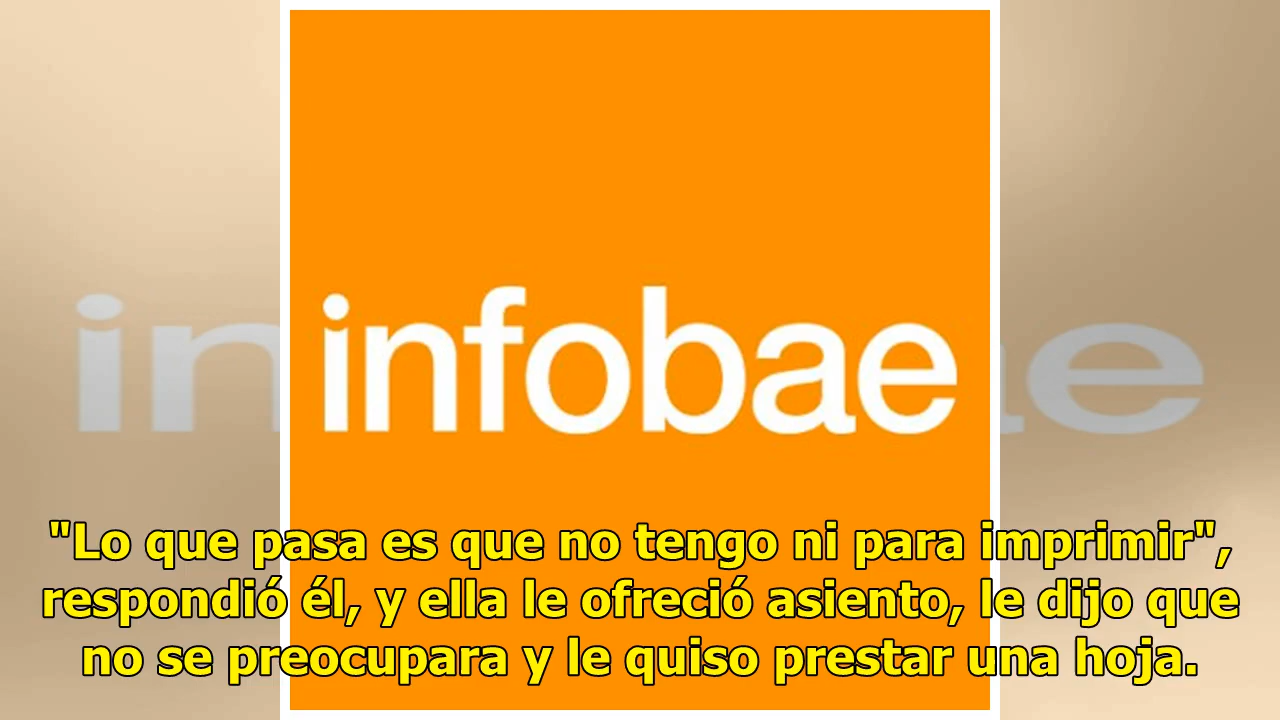 infobae
"Lo que pasa es que no tengo ni para imprimir",
respondió él, y ella le ofreció asiento, le dijo que
no se preocupara y le quiso prestar una hoja.